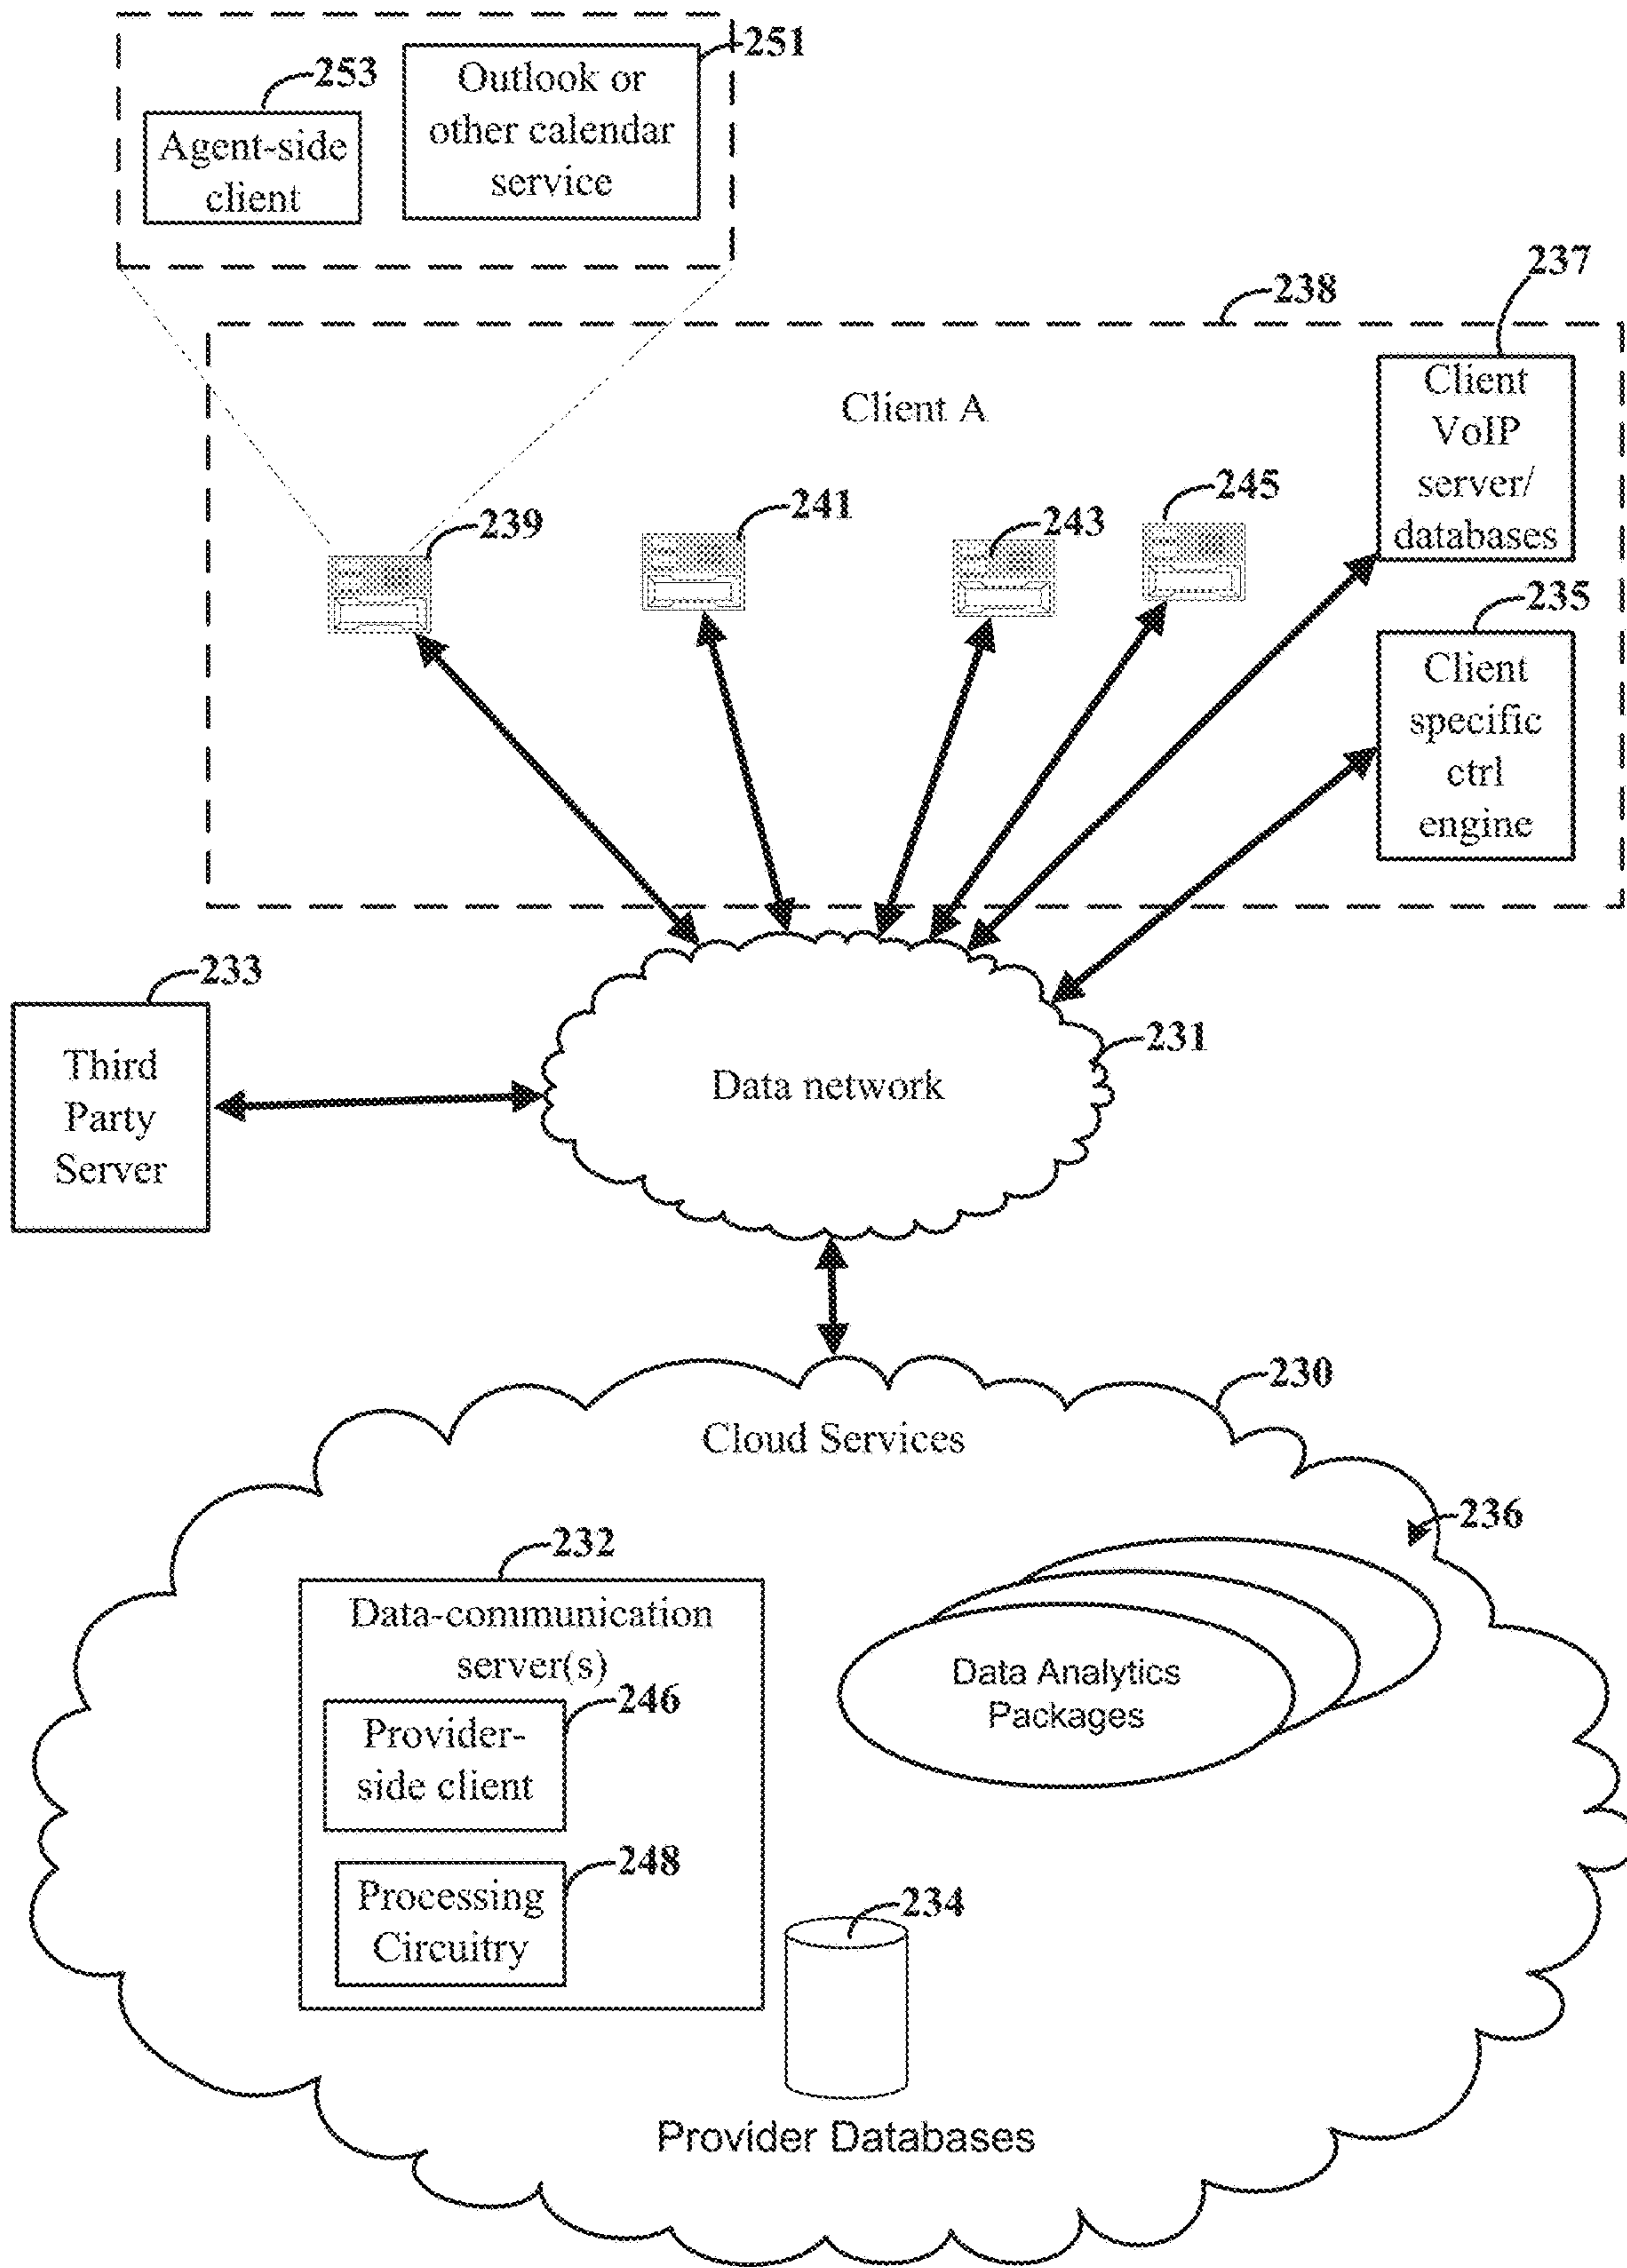 251
253
Outlook or
other calendar
service
Agent-side
client
237
238
Client A
Client
VoIP
server/
databases
239
241
243
245
235
Client
specific
ctrl
engine
233
Third
Party
Server
231
Data network
230
Cloud Services
236
232
Data-communication
server(s)
246
Provider-
side client
Data Analytics
Packages
248
Processing
Circuitry
234
Provider Databases